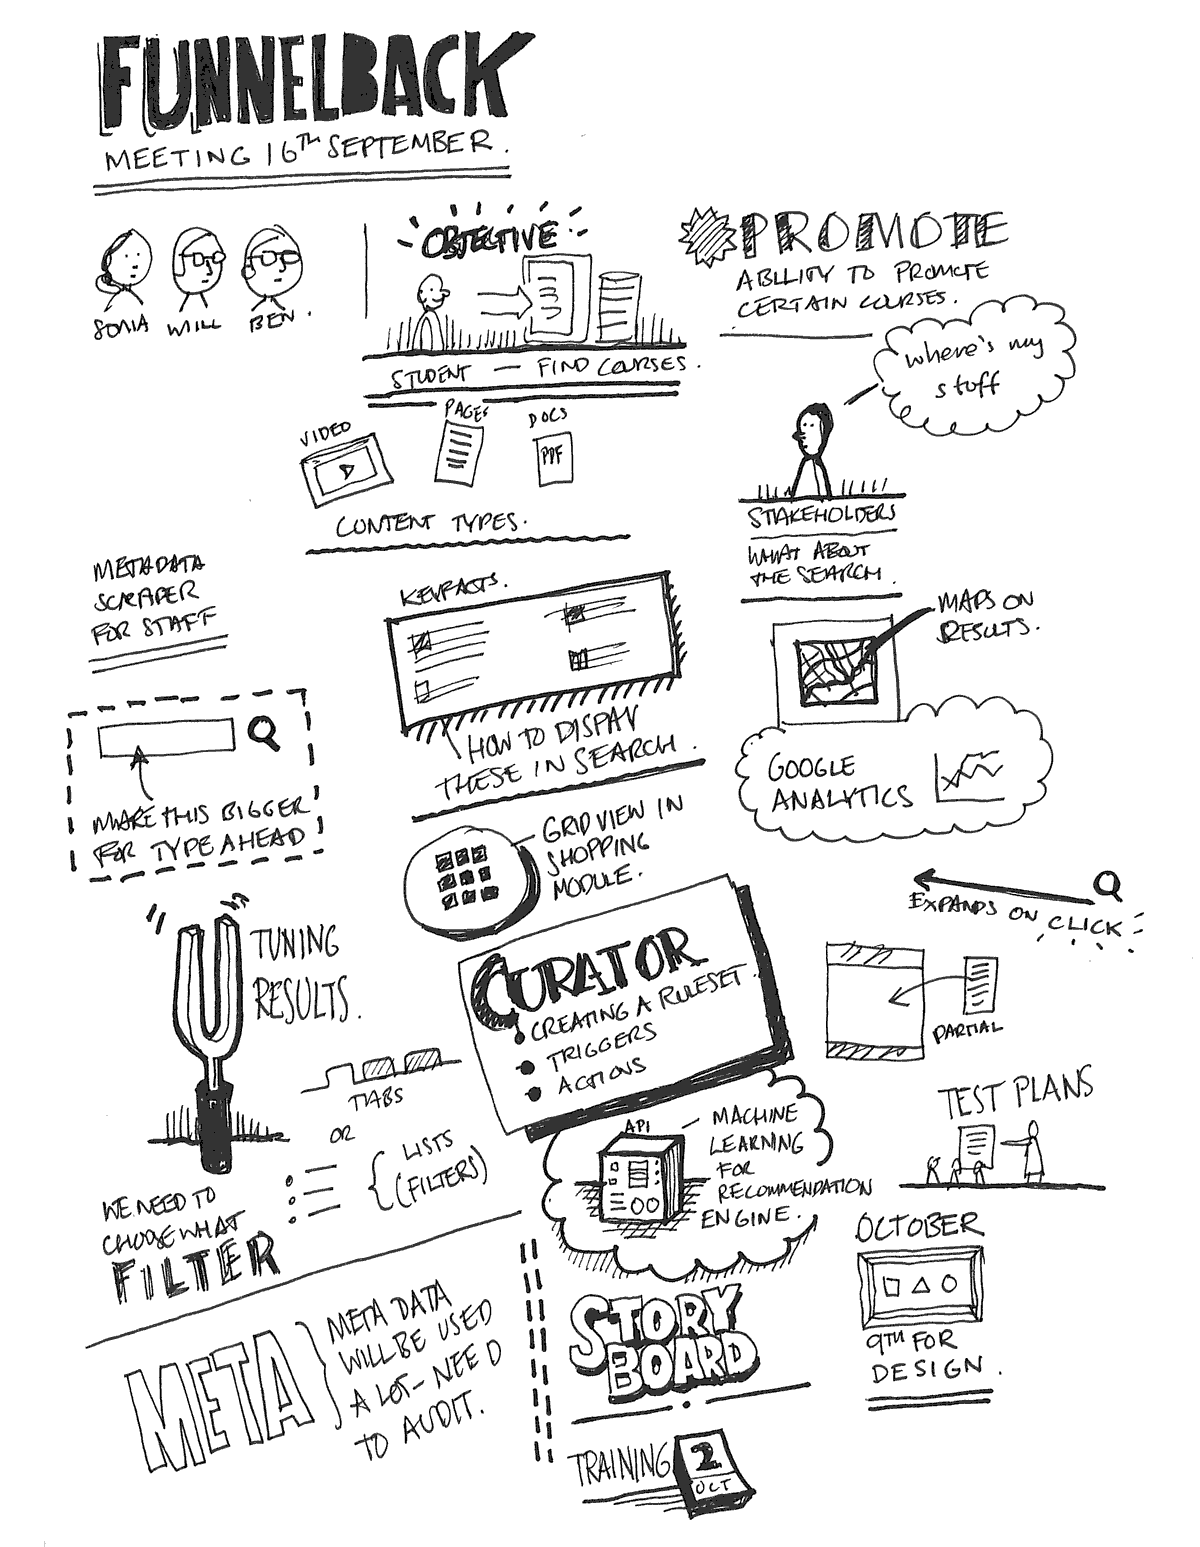 FUNNELBACK
MEETING 16TH SEPTEMBER.
SONIA WILL BEN.
OBJECTIVE
STUDENT — FIND COURSES.
PROMOTE
ABILITY TO PROMOTE
CERTAIN COURSES.
where's my
stuff
STAKEHOLDERS
WHAT ABOUT
THE SEARCH.
VIDEO
PAGES
DOCS
PDF
CONTENT TYPES.
METADATA
SCRAPER
FOR STAFF
KEYFACTS.
HOW TO DISPAY
THESE IN SEARCH.
MAPS ON
RESULTS.
MAKE THIS BIGGER
FOR TYPE AHEAD
GOOGLE
ANALYTICS
GRID VIEW IN
SHOPPING
MODULE.
EXPANDS ON CLICK
TUNING
RESULTS.
CURATOR
• CREATING A RULESET.
• TRIGGERS
• ACTIONS
PARTIAL
TABS
OR
LISTS
(FILTERS)
WE NEED TO
CHOOSE WHAT
FILTER
API
MACHINE
LEARNING
FOR
RECOMMENDATION
ENGINE.
TEST PLANS
OCTOBER
9TH FOR
DESIGN.
META
META DATA
WILL BE USED
A LOT - NEED
TO AUDIT.
STORY
BOARD
TRAINING
2
OCT